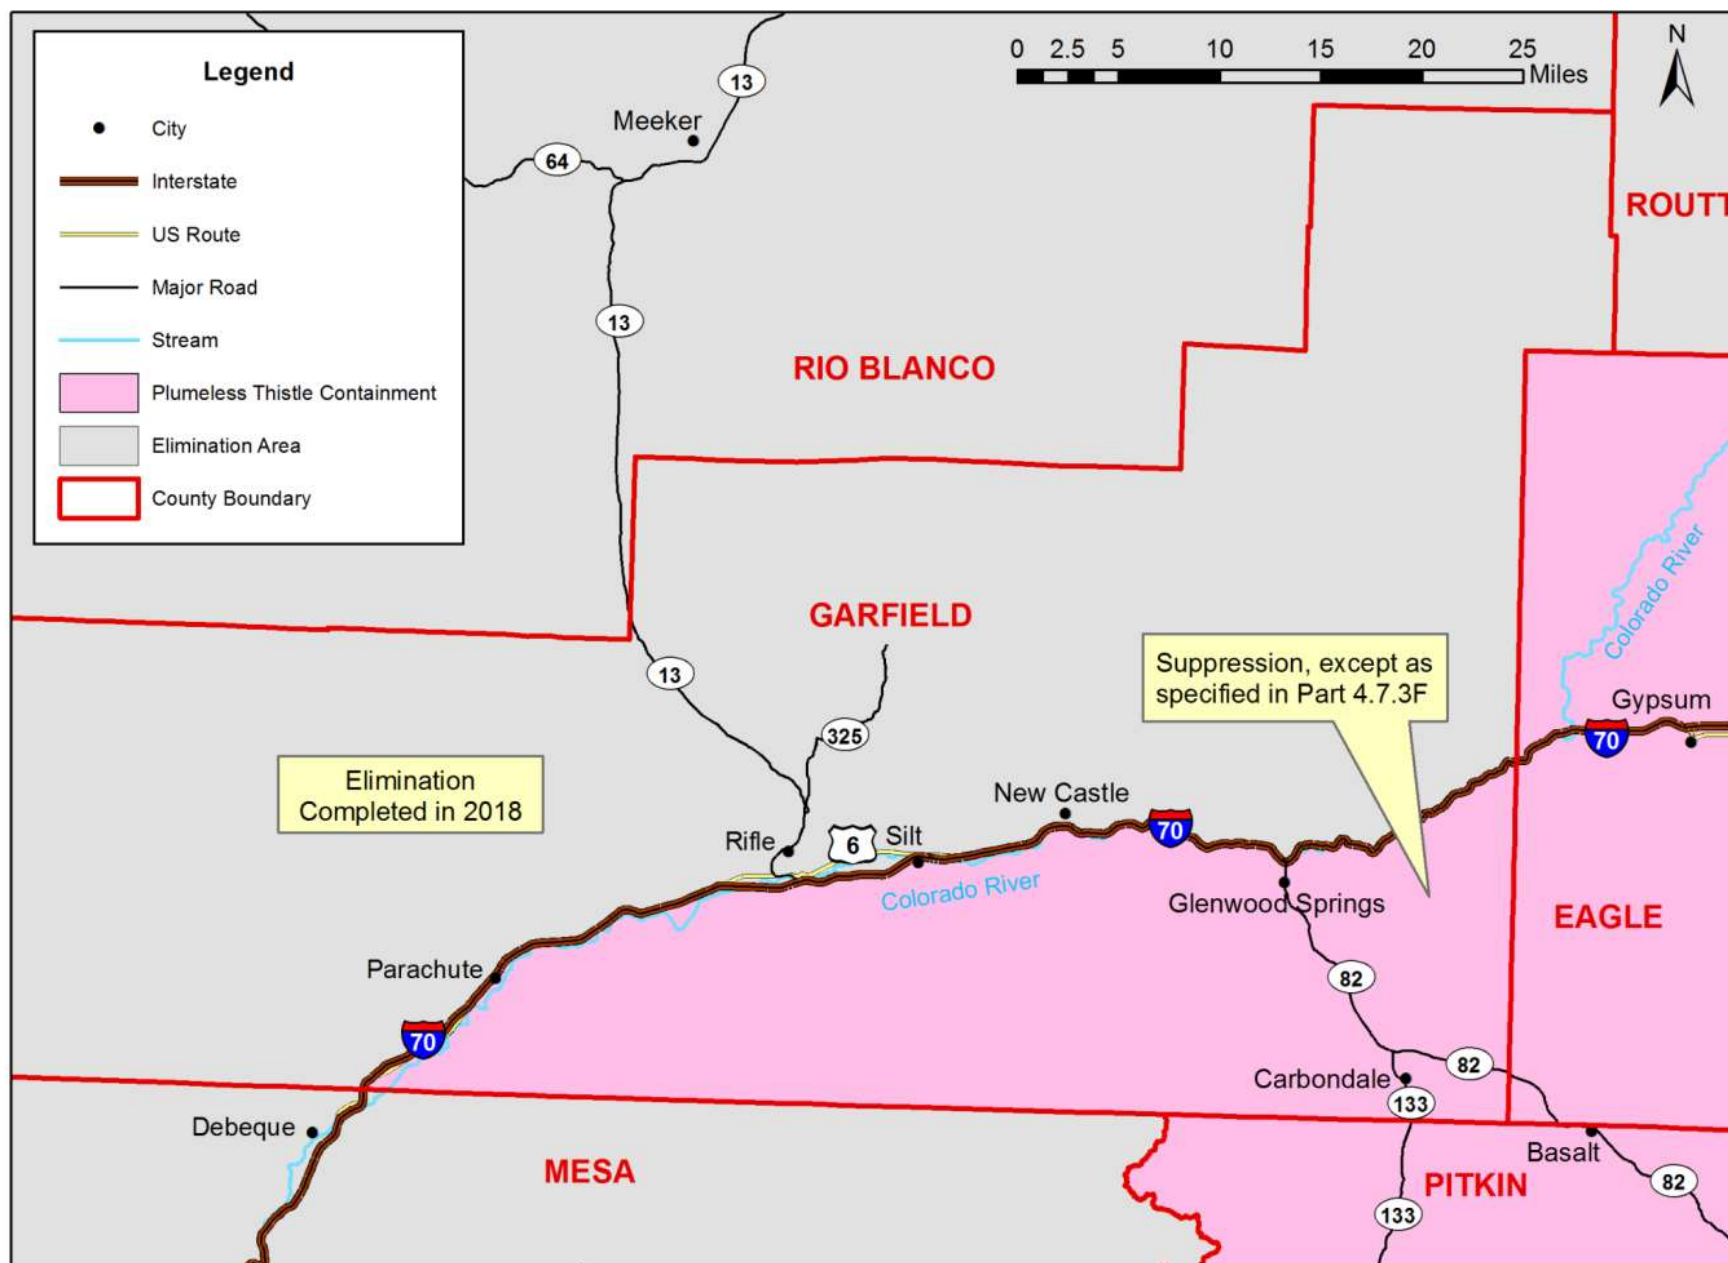 Legend
City
Interstate
US Route
Major Road
Stream
Plumeless Thistle Containment
Elimination Area
County Boundary
0 2.5 5 10 15 20 25
Miles
N
13
Meeker
64
ROUTT
13
RIO BLANCO
GARFIELD
13
325
Suppression, except as
specified in Part 4.7.3F
Colorado River
Gypsum
70
Elimination
Completed in 2018
New Castle
70
Rifle
6
Silt
Colorado River
Glenwood Springs
EAGLE
Parachute
82
70
82
Carbondale
133
Debeque
Basalt
MESA
PITKIN
82
133